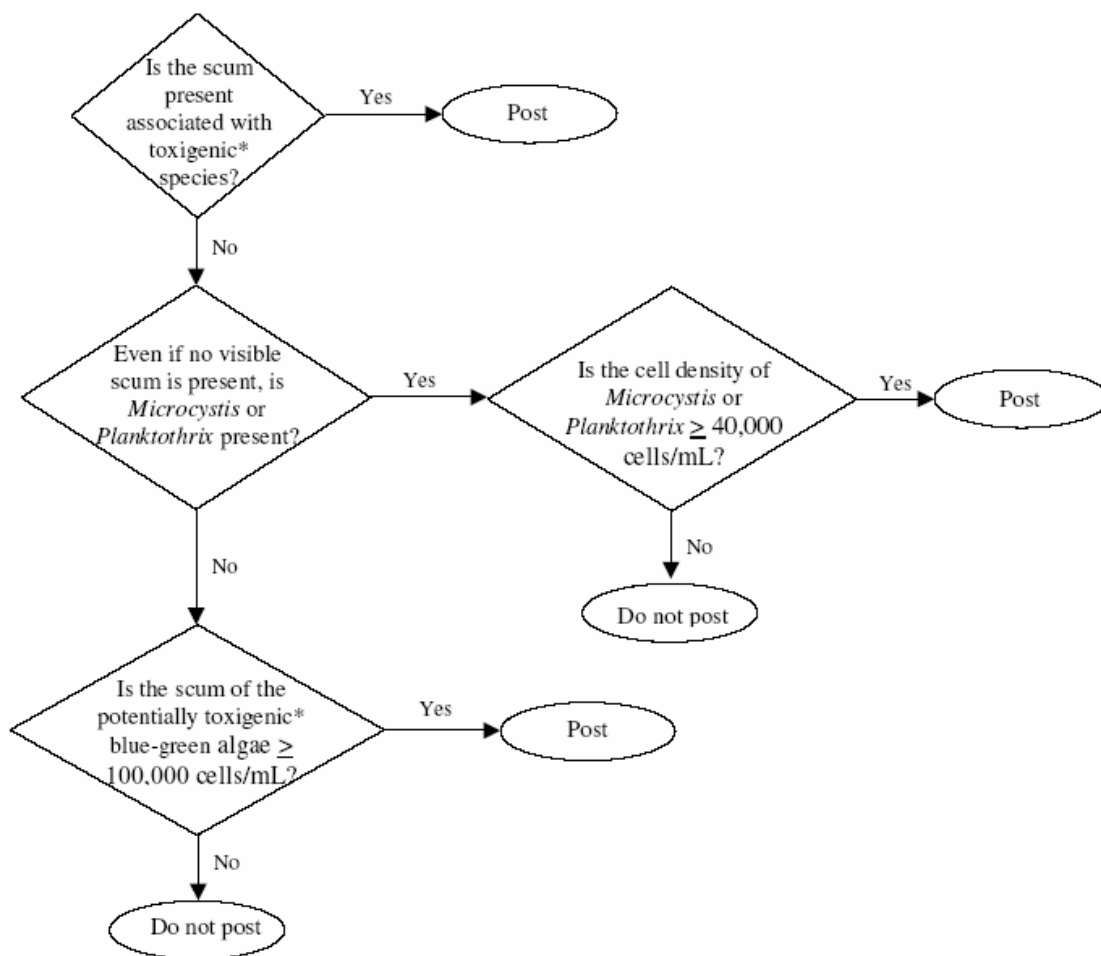 Is the scum
present
associated with
toxigenic*
species?
Yes
Post
No
Even if no visible
scum is present, is
Microcystis or
Planktothrix present?
Yes
Is the cell density of
Microcystis or
Planktothrix ≥ 40,000
cells/mL?
Yes
Post
No
Do not post
No
Is the scum of the
potentially toxigenic*
blue-green algae ≥
100,000 cells/mL?
Yes
Post
No
Do not post